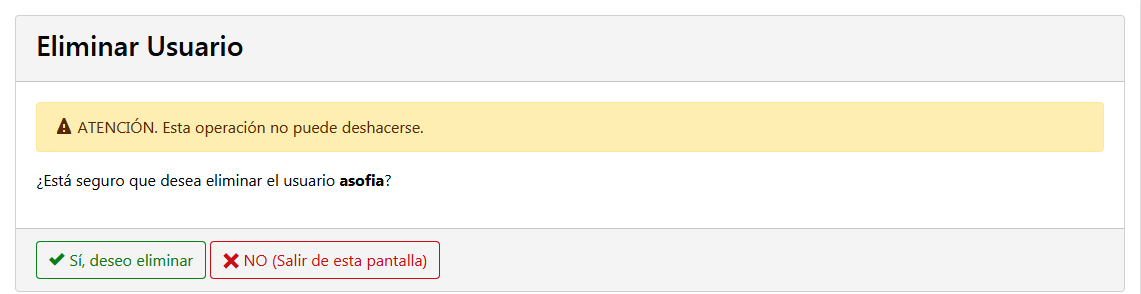 Eliminar Usuario
ATENCIÓN. Esta operación no puede deshacerse.
¿Está seguro que desea eliminar el usuario asofia?
Sí, deseo eliminar
NO (Salir de esta pantalla)